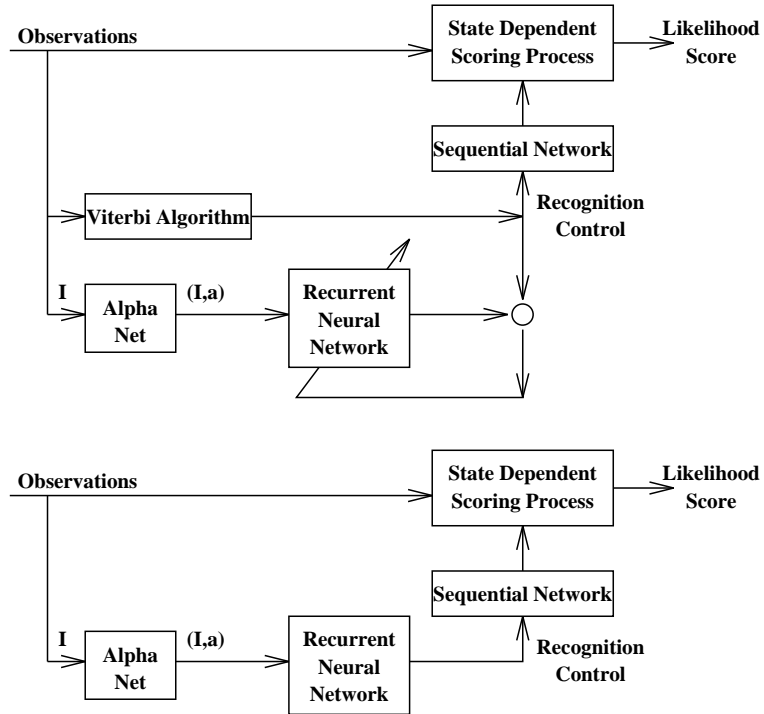 Observations
State Dependent
Scoring Process
Likelihood
Score
Sequential Network
Viterbi Algorithm
Recognition
Control
I
Alpha
Net
(I,a)
Recurrent
Neural
Network
Observations
State Dependent
Scoring Process
Likelihood
Score
Sequential Network
I
Alpha
Net
(I,a)
Recurrent
Neural
Network
Recognition
Control